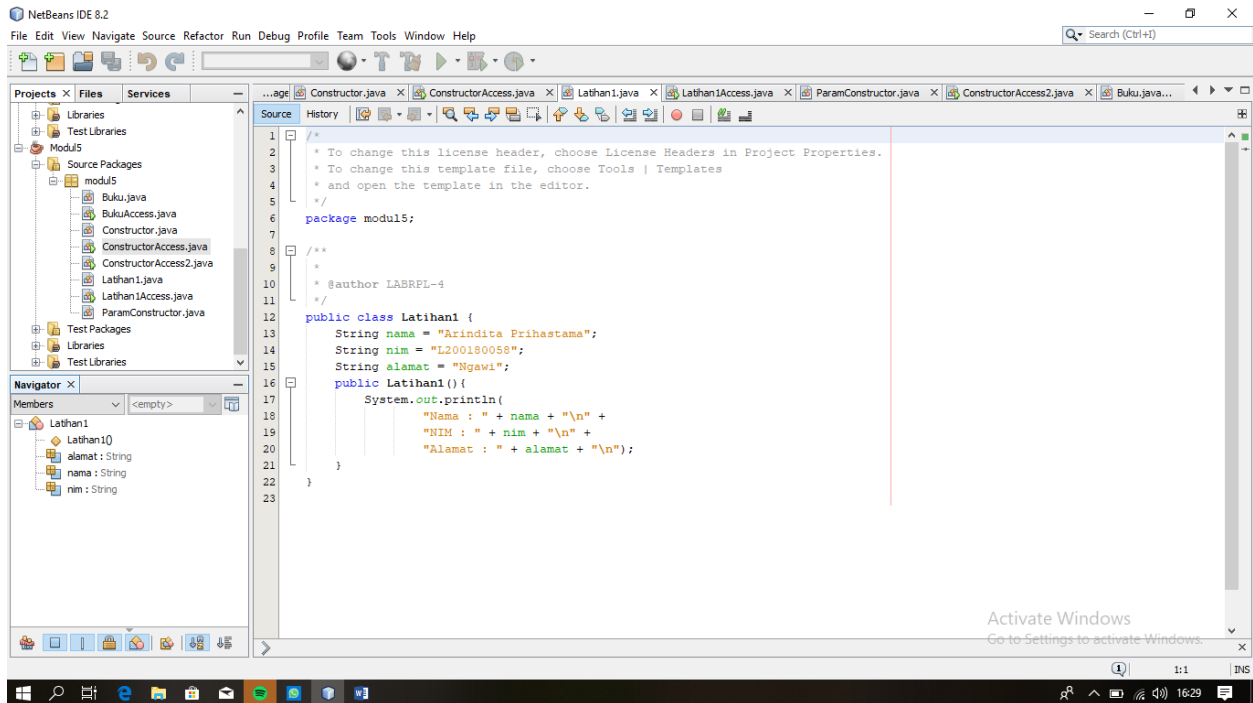 NetBeans IDE 8.2
File Edit View Navigate Source Refactor Run Debug Profile Team Tools Window Help
Search (Ctrl+I)
Projects Files Services
...age Constructor.java ConstructorAccess.java Latihan1.java Latihan1Access.java ParamConstructor.java ConstructorAccess2.java Buku.java...
Source History
Libraries
Test Libraries
Modul5
Source Packages
modul5
Buku.java
BukuAccess.java
Constructor.java
ConstructorAccess.java
ConstructorAccess2.java
Latihan1.java
Latihan1Access.java
ParamConstructor.java
Test Packages
Libraries
Test Libraries
Navigator
Members <empty>
Latihan1
Latihan1()
alamat : String
nama : String
nim : String
1 /*
2 * To change this license header, choose License Headers in Project Properties.
3 * To change this template file, choose Tools | Templates
4 * and open the template in the editor.
5 */
6 package modul5;
7
8 /**
9 *
10 * @author LABRPL-4
11 */
12 public class Latihan1 {
13 String nama = "Arindita Prihastama";
14 String nim = "L200180058";
15 String alamat = "Ngawi";
16 public Latihan1(){
17 System.out.println(
18 "Nama : " + nama + "\n" +
19 "NIM : " + nim + "\n" +
20 "Alamat : " + alamat + "\n");
21 }
22 }
23
Activate Windows
Go to Settings to activate Windows.
1 1:1 INS
16:29